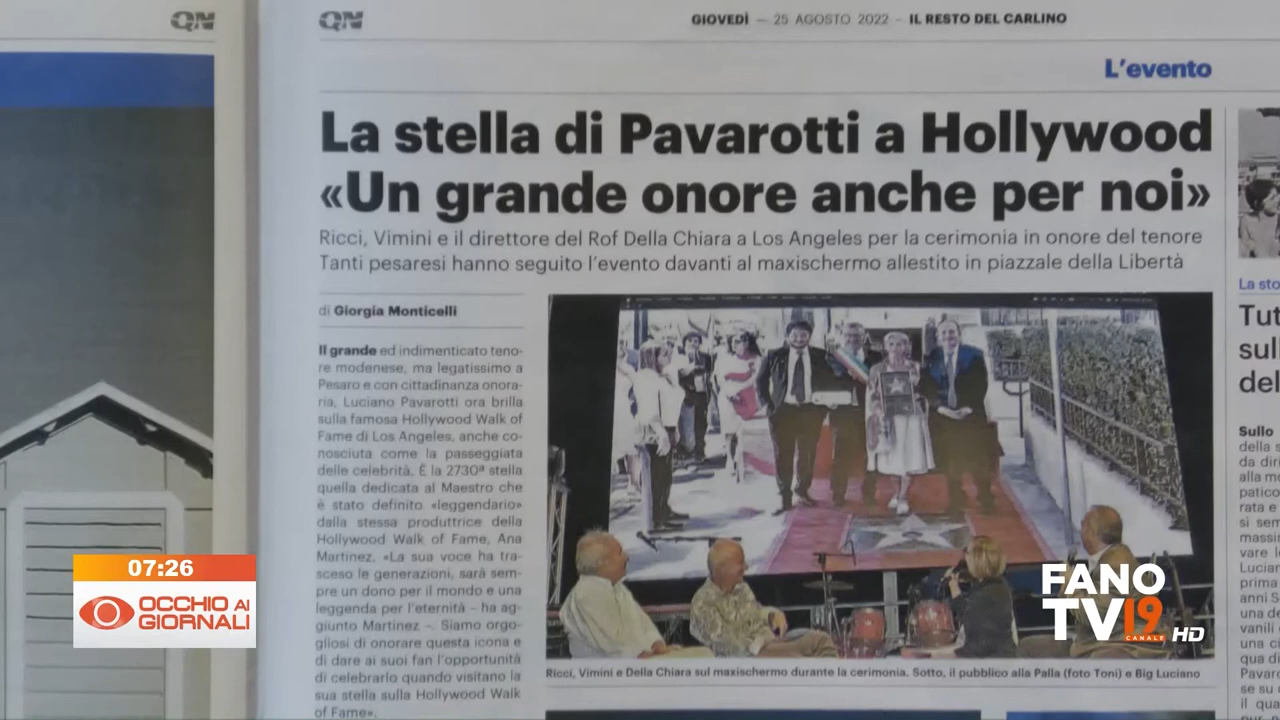 QN
QN
GIOVEDÌ — 25 AGOSTO 2022 – IL RESTO DEL CARLINO
L'evento
La stella di Pavarotti a Hollywood
«Un grande onore anche per noi»
Ricci, Vimini e il direttore del Rof Della Chiara a Los Angeles per la cerimonia in onore del tenore
Tanti pesaresi hanno seguito l'evento davanti al maxischermo allestito in piazzale della Libertà
di Giorgia Monticelli
Il grande ed indimenticato teno-
re modenese, ma legatissimo a
Pesaro e con cittadinanza onora-
ria, Luciano Pavarotti ora brilla
sulla famosa Hollywood Walk of
Fame di Los Angeles, anche co-
nosciuta come la passeggiata
delle celebrità. È la 2730ª stella
quella dedicata al Maestro che
è stato definito «leggendario»
dalla stessa produttrice della
Hollywood Walk of Fame, Ana
Martinez. «La sua voce ha tra-
sceso le generazioni, sarà sem-
pre un dono per il mondo e una
leggenda per l'eternità – ha ag-
giunto Martinez –. Siamo orgo-
gliosi di onorare questa icona e
di dare ai suoi fan l'opportunità
di celebrarlo quando visitano la
sua stella sulla Hollywood Walk
of Fame».
Ricci, Vimini e Della Chiara sul maxischermo durante la cerimonia. Sotto, il pubblico alla Palla (foto Toni) e Big Luciano
La sto
Tut
sul
del
Sullo
della s
da diri
alla mo
patico
rata e
si sem
massin
vare l
Lucian
prima
anni S
una de
vanili
una ci
qua di
Pavaro
se su
il qua
07:26
OCCHIO AI
GIORNALI
FANO
TV19
CANALE HD